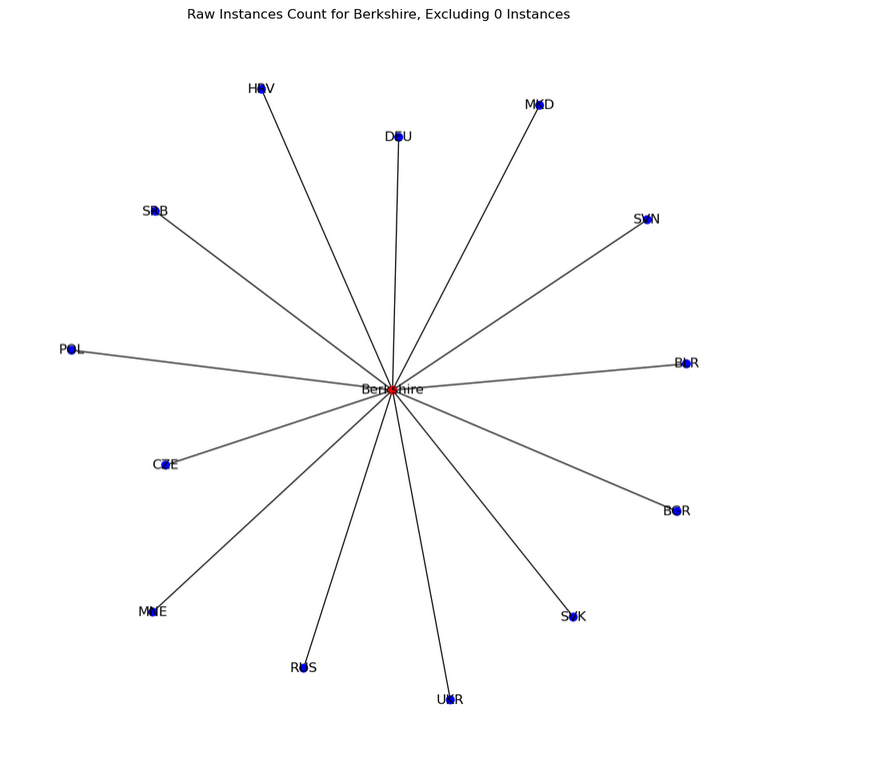 Raw Instances Count for Berkshire, Excluding 0 Instances
HRV
MKD
DEU
SRB
SVN
POL
BLR
Berkshire
CZE
BGR
MNE
SVK
RUS
UKR